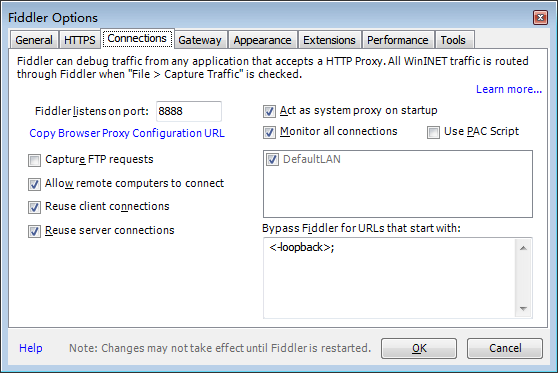 Fiddler Options
General HTTPS Connections Gateway Appearance Extensions Performance Tools
Fiddler can debug traffic from any application that accepts a HTTP Proxy. All WinINET traffic is routed
through Fiddler when "File > Capture Traffic" is checked.
Learn more...
Fiddler listens on port: 8888
Act as system proxy on startup
Copy Browser Proxy Configuration URL
Monitor all connections Use PAC Script
Capture FTP requests
DefaultLAN
Allow remote computers to connect
Reuse client connections
Reuse server connections
Bypass Fiddler for URLs that start with:
<-loopback>;
Help Note: Changes may not take effect until Fiddler is restarted. OK Cancel